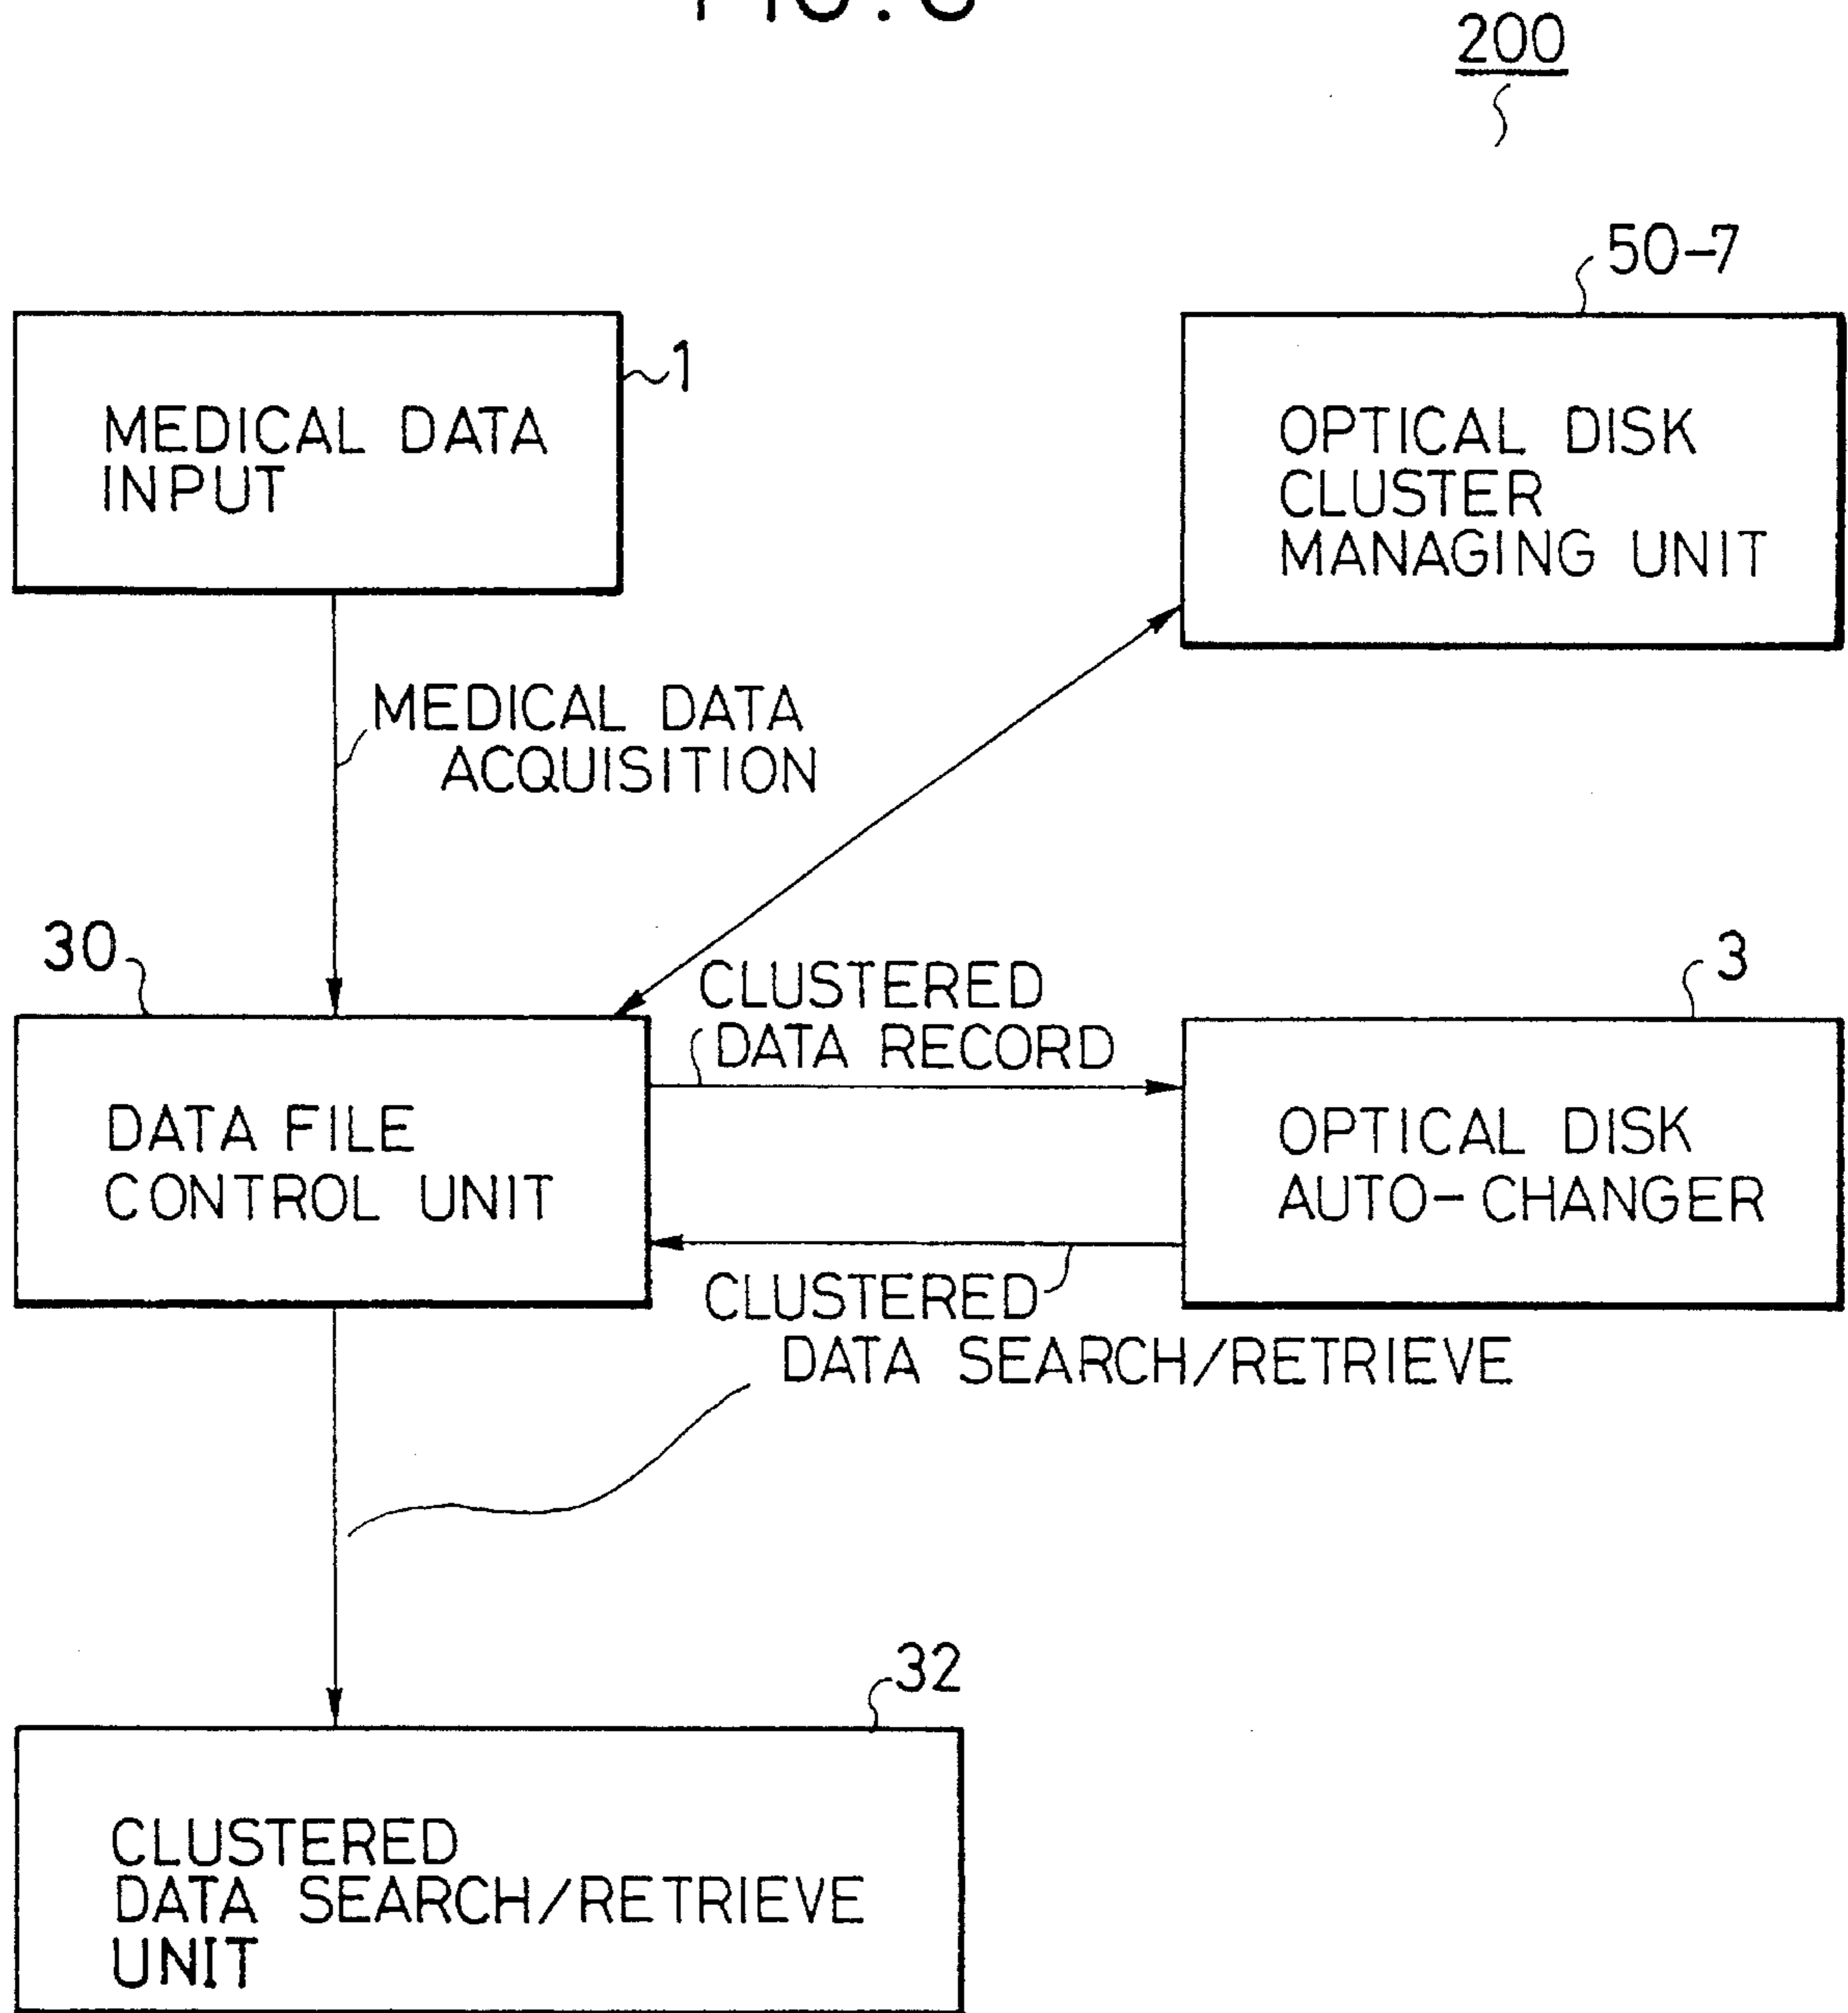 200
50-7
1
MEDICAL DATA
INPUT
OPTICAL DISK
CLUSTER
MANAGING UNIT
MEDICAL DATA
ACQUISITION
30
CLUSTERED
DATA RECORD
3
DATA FILE
CONTROL UNIT
OPTICAL DISK
AUTO-CHANGER
CLUSTERED
DATA SEARCH/RETRIEVE
32
CLUSTERED
DATA SEARCH/RETRIEVE
UNIT